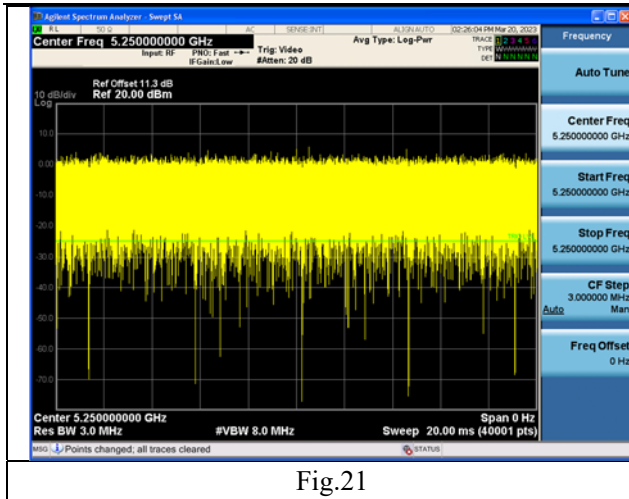 Agilent Spectrum Analyzer - Swept SA
RL 50 Ω AC SENSE:INT ALIGN AUTO 02:26:04 PM Mar 20, 2023
Center Freq 5.250000000 GHz
Input: RF PNO: Fast
IFGain:Low
Trig: Video
#Atten: 20 dB
Avg Type: Log-Pwr
TRACE 1 2 3 4 5 6
TYPE
DET N N N N N N
Ref Offset 11.3 dB
10 dB/div Ref 20.00 dBm
Log
10.0
0.00
-10.0
-20.0
-30.0
-40.0
-50.0
-60.0
-70.0
Center 5.250000000 GHz Span 0 Hz
Res BW 3.0 MHz #VBW 8.0 MHz Sweep 20.00 ms (40001 pts)
MSG Points changed; all traces cleared STATUS
Frequency
Auto Tune
Center Freq
5.250000000 GHz
Start Freq
5.250000000 GHz
Stop Freq
5.250000000 GHz
CF Step
3.000000 MHz
Auto Man
Freq Offset
0 Hz
Fig.21